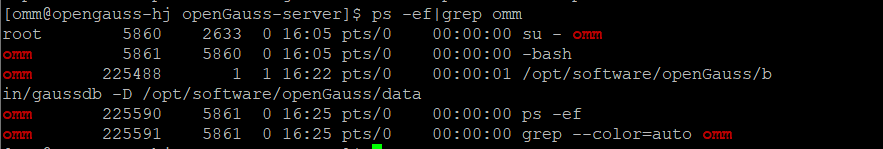 [omm@opengauss-hj openGauss-server]$ ps -ef|grep omm
root        5860    2633  0 16:05 pts/0    00:00:00 su - omm
omm         5861    5860  0 16:05 pts/0    00:00:00 -bash
omm       225488       1  1 16:22 pts/0    00:00:01 /opt/software/openGauss/b
in/gaussdb -D /opt/software/openGauss/data
omm       225590    5861  0 16:25 pts/0    00:00:00 ps -ef
omm       225591    5861  0 16:25 pts/0    00:00:00 grep --color=auto omm